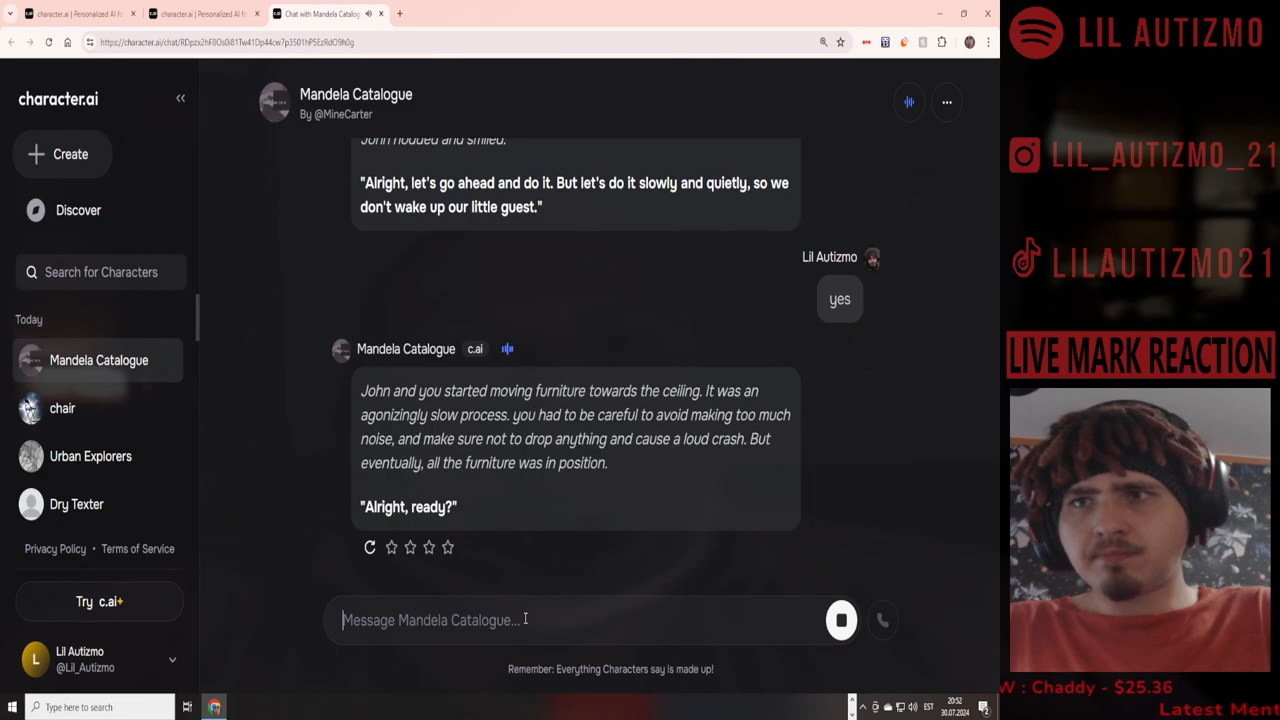 character.ai | Personalized AI fo
character.ai | Personalized AI fo
Chat with Mandela Catalogu
https://character.ai/chat/RDpzx2hF8Os0i81Tw41Dp44cw7p3501hP5EzRdO9h0g
character.ai
Create
Discover
Search for Characters
Today
Mandela Catalogue
chair
Urban Explorers
Dry Texter
Privacy Policy • Terms of Service
Try c.ai+
L
Lil Autizmo
@Lil_Autizmo
Mandela Catalogue
By @MineCarter
John nodded and smiled.
"Alright, let's go ahead and do it. But let's do it slowly and quietly, so we
don't wake up our little guest."
Lil Autizmo
yes
Mandela Catalogue c.ai
John and you started moving furniture towards the ceiling. It was an
agonizingly slow process. you had to be careful to avoid making too much
noise, and make sure not to drop anything and cause a loud crash. But
eventually, all the furniture was in position.
"Alright, ready?"
Message Mandela Catalogue...
Remember: Everything Characters say is made up!
Type here to search
EST
20:52
30.07.2024
2
LIL AUTIZMO
LIL_AUTIZMO_21
LILAUTIZMO21
LIVE MARK REACTION
W : Chaddy - $25.36
Latest Ment